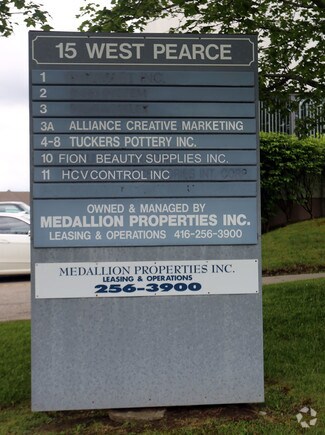 15 WEST PEARCE
1
2
3
3A ALLIANCE CREATIVE MARKETING
4-8 TUCKERS POTTERY INC.
10 FION BEAUTY SUPPLIES INC.
11 HCV CONTROL INC
OWNED & MANAGED BY
MEDALLION PROPERTIES INC.
LEASING & OPERATIONS 416-256-3900
MEDALLION PROPERTIES INC.
LEASING & OPERATIONS
256-3900